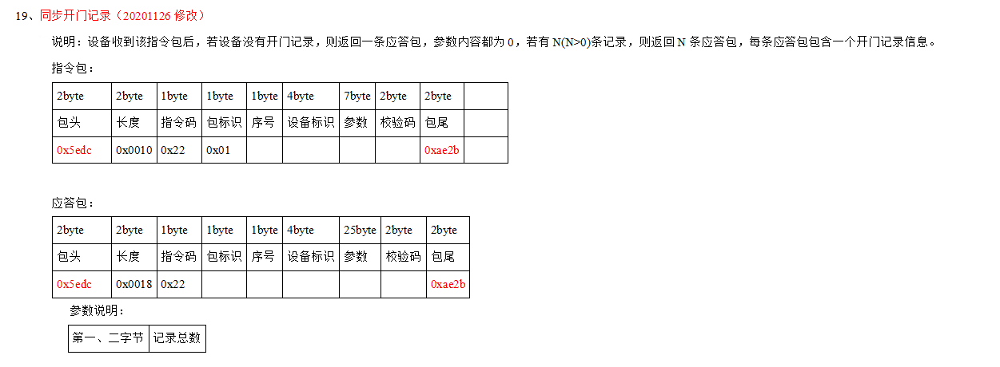 19、同步开门记录（20201126 修改）
说明：设备收到该指令包后，若设备没有开门记录，则返回一条应答包，参数内容都为 0，若有 N(N>0)条记录，则返回 N 条应答包，每条应答包包含一个开门记录信息。
指令包：
2byte 2byte 1byte 1byte 1byte 4byte 7byte 2byte 2byte
包头 长度 指令码 包标识 序号 设备标识 参数 校验码 包尾
0x5edc 0x0010 0x22 0x01 0xae2b
应答包：
2byte 2byte 1byte 1byte 1byte 4byte 25byte 2byte 2byte
包头 长度 指令码 包标识 序号 设备标识 参数 校验码 包尾
0x5edc 0x0018 0x22 0xae2b
参数说明：
第一、二字节 记录总数